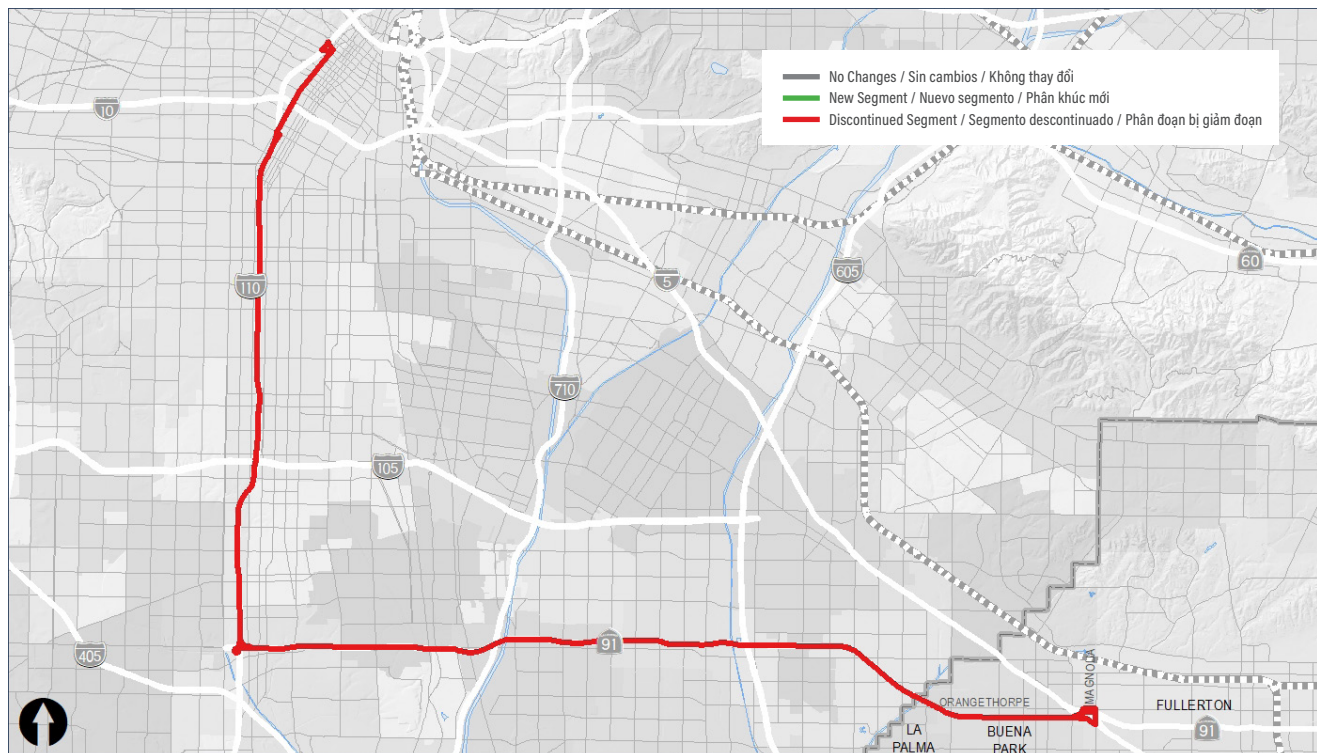 No Changes / Sin cambios / Không thay đổi
New Segment / Nuevo segmento / Phân khúc mới
Discontinued Segment / Segmento descontinuado / Phân đoạn bị giảm đoạn
10
110
5
605
60
710
105
405
91
MAGNOLIA
ORANGETHORPE
FULLERTON
91
LA
PALMA
BUENA
PARK